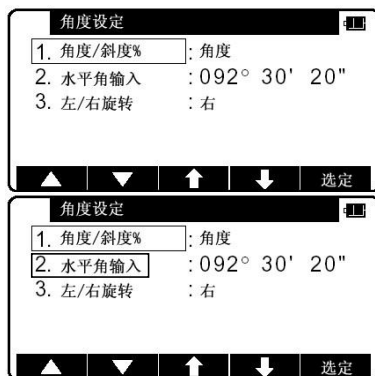 角度设定
1. 角度/斜度% : 角度
2. 水平角输入 : 092° 30' 20"
3. 左/右旋转 : 右
选定
角度设定
1. 角度/斜度% : 角度
2. 水平角输入 : 092° 30' 20"
3. 左/右旋转 : 右
选定